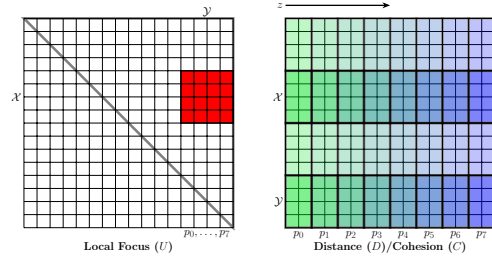 𝒴
z
𝒳
p₀, . . . , p₇
Local Focus (U)
𝒳
𝒴
p₀ p₁ p₂ p₃ p₄ p₅ p₆ p₇
Distance (D)/Cohesion (C)